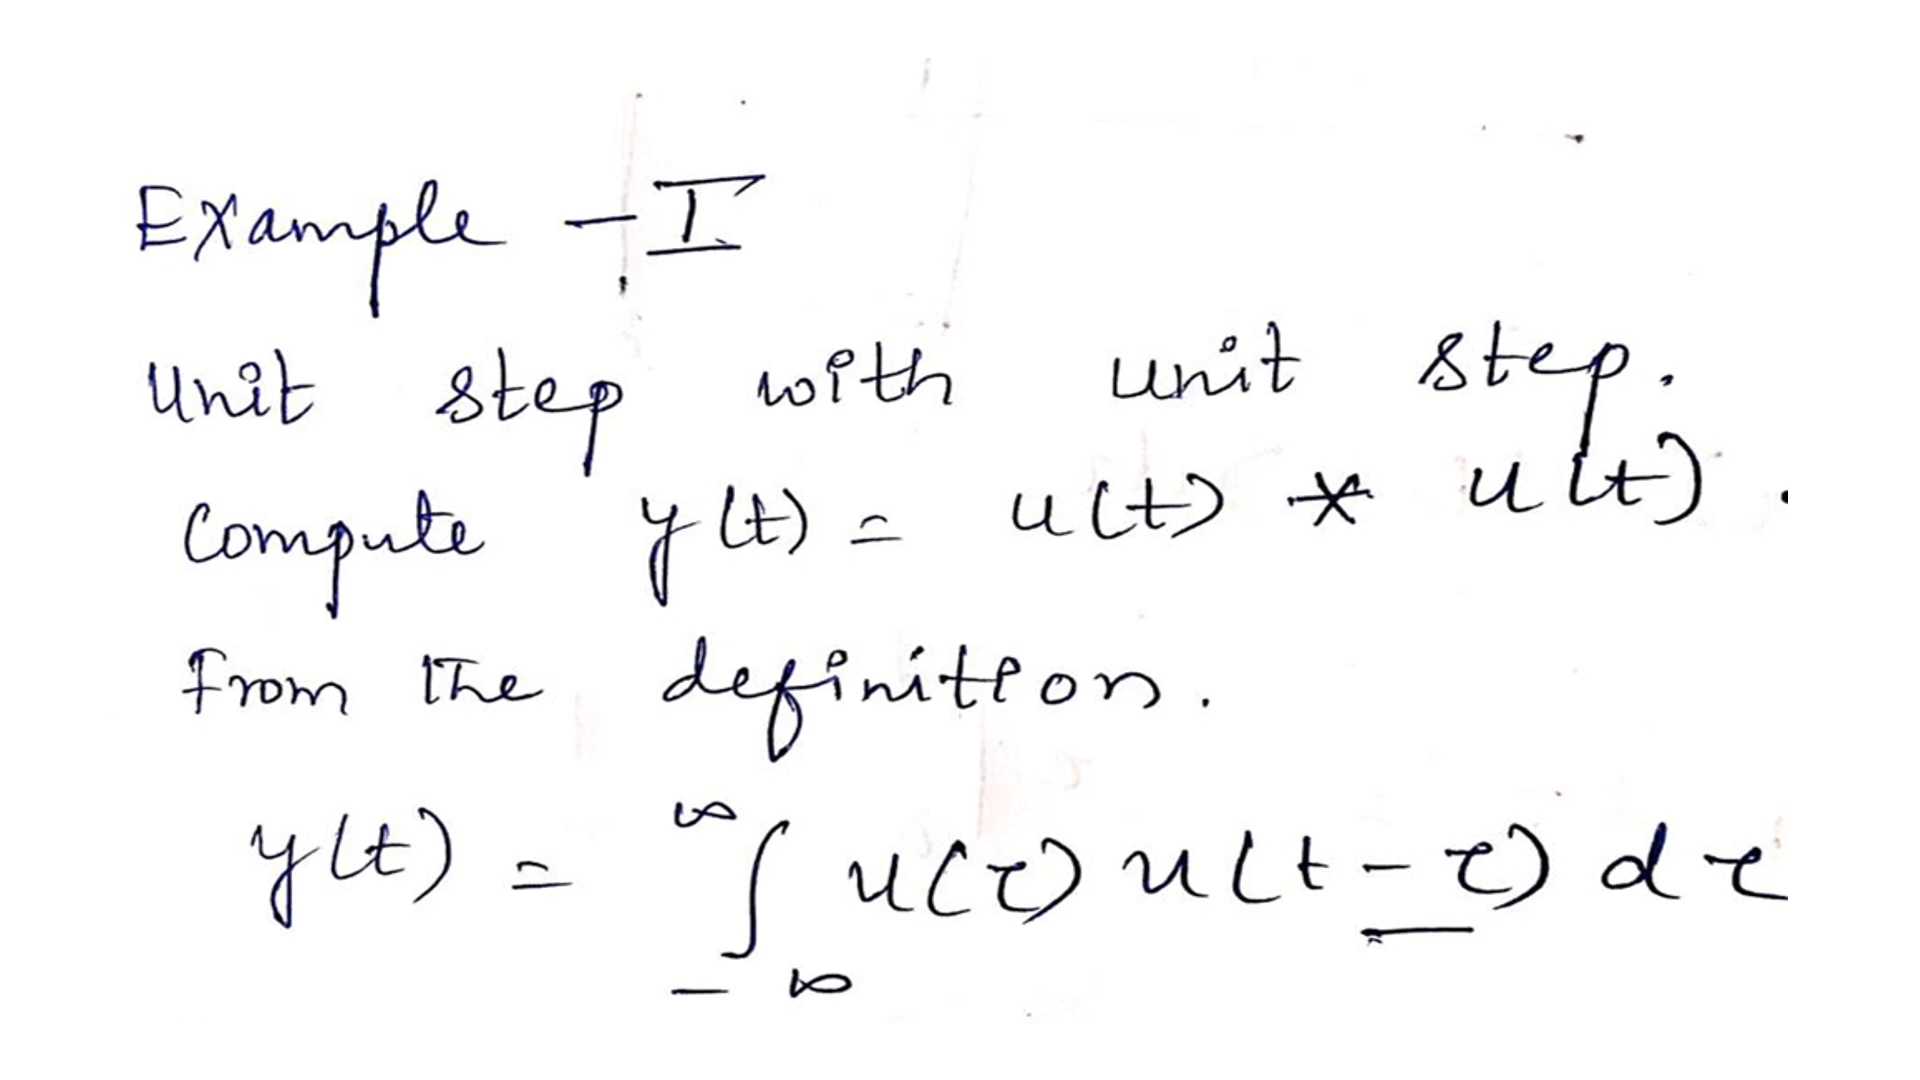 Example - I
Unit step with unit step.
Compute y(t) = u(t) * u(t).
From the definition.
y(t) = ∫_{-∞}^{∞} u(τ) u(t-τ) dτ